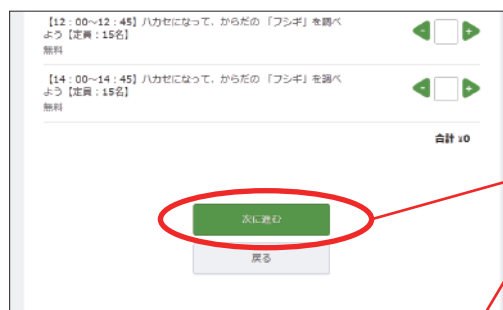 【12：00～12：45】ハカセになって、からだの「フシギ」を調べ
よう【定員：15名】
無料
- +
【14：00～14：45】ハカセになって、からだの「フシギ」を調べ
よう【定員：15名】
無料
- +
合計 ¥0
次に進む
戻る